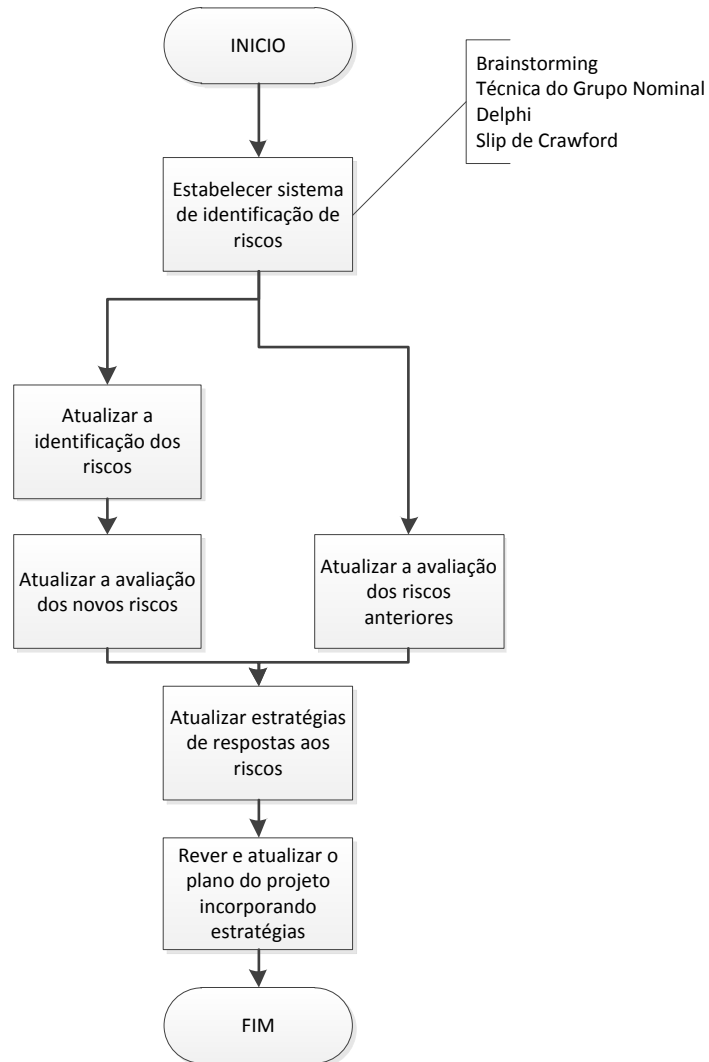 INICIO
Brainstorming
Técnica do Grupo Nominal
Delphi
Slip de Crawford
Estabelecer sistema
de identificação de
riscos
Atualizar a
identificação dos
riscos
Atualizar a avaliação
dos novos riscos
Atualizar a avaliação
dos riscos
anteriores
Atualizar estratégias
de respostas aos
riscos
Rever e atualizar o
plano do projeto
incorporando
estratégias
FIM